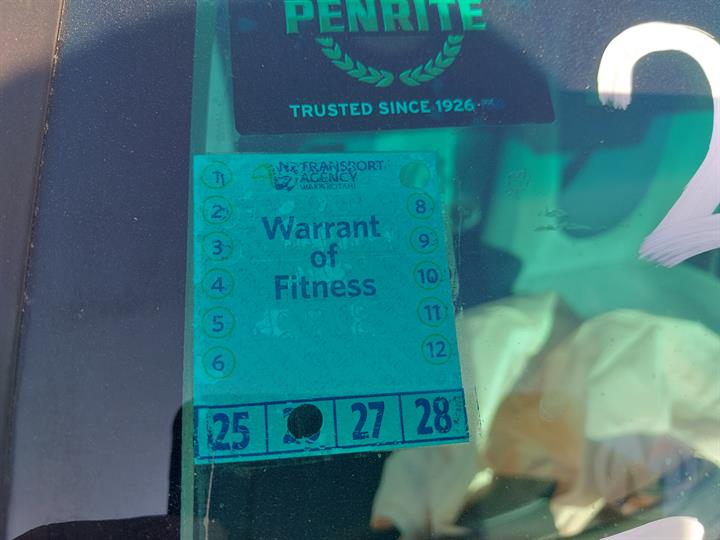 PENRITE
TRUSTED SINCE 1926
NZ TRANSPORT
AGENCY
WAKA KOTAHI
Warrant
of
Fitness
1
2
3
4
5
6
8
9
10
11
12
25
27
28
2